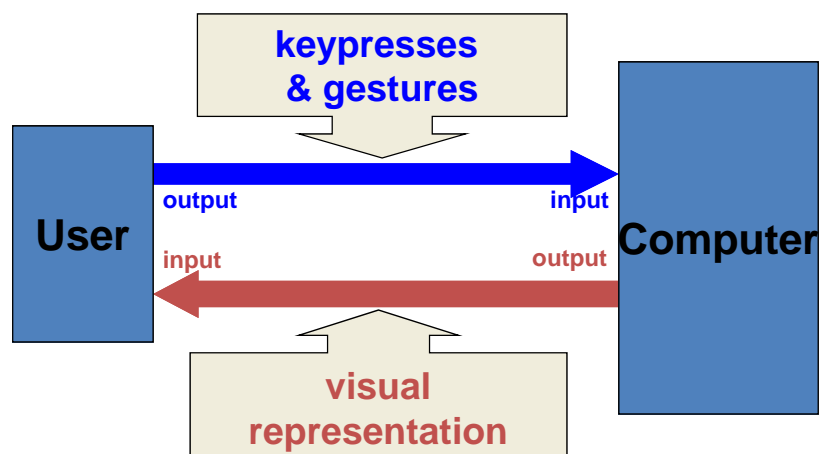 keypresses
& gestures
output
input
User
Computer
input
output
visual
representation